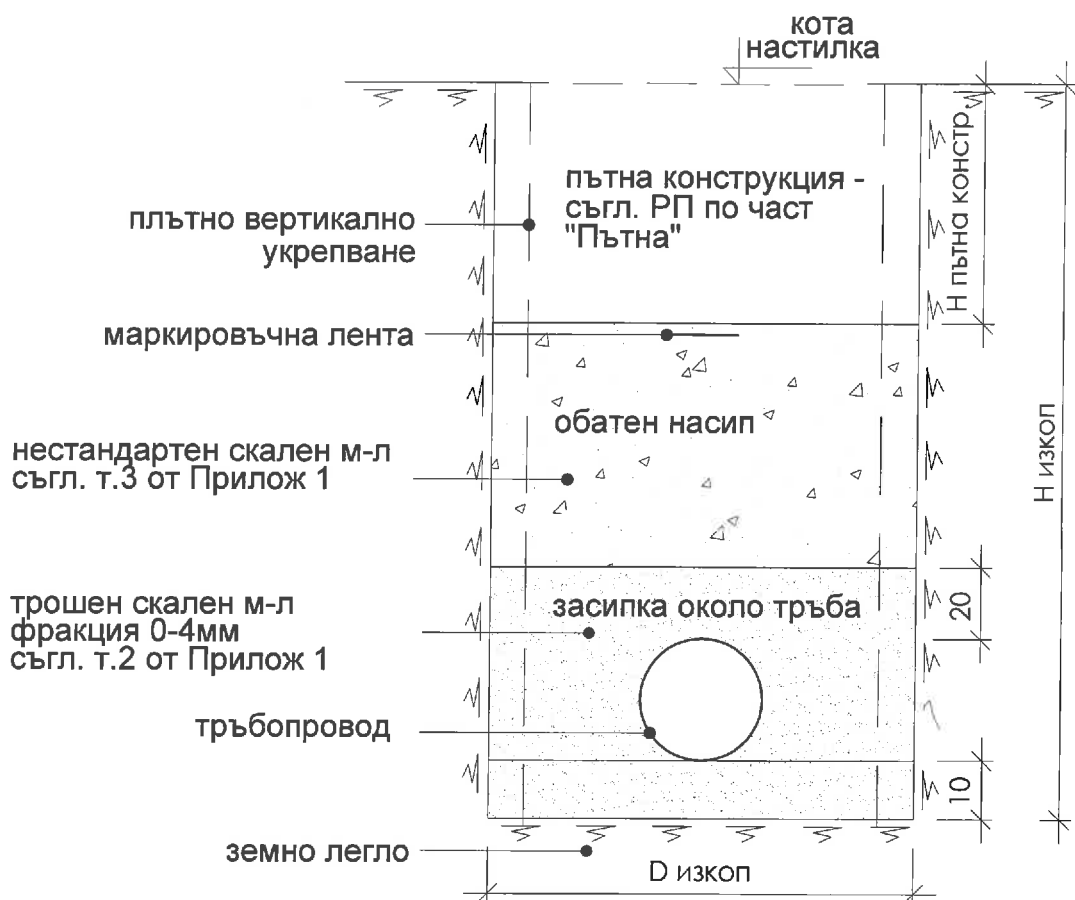 кота
настилка
пътна конструкция -
съгл. РП по част
"Пътна"
H пътна констр.
плътно вертикално
укрепване
маркировъчна лента
обатен насип
нестандартен скален м-л
съгл. т.3 от Прилож 1
H изкоп
трошен скален м-л
фракция 0-4мм
съгл. т.2 от Прилож 1
засипка около тръба
20
тръбопровод
10
земно легло
D изкоп